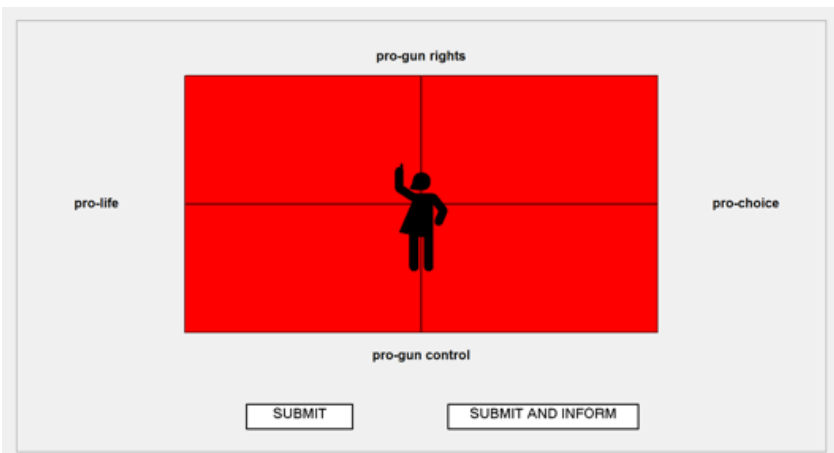 pro-gun rights
pro-life
pro-choice
pro-gun control
SUBMIT
SUBMIT AND INFORM